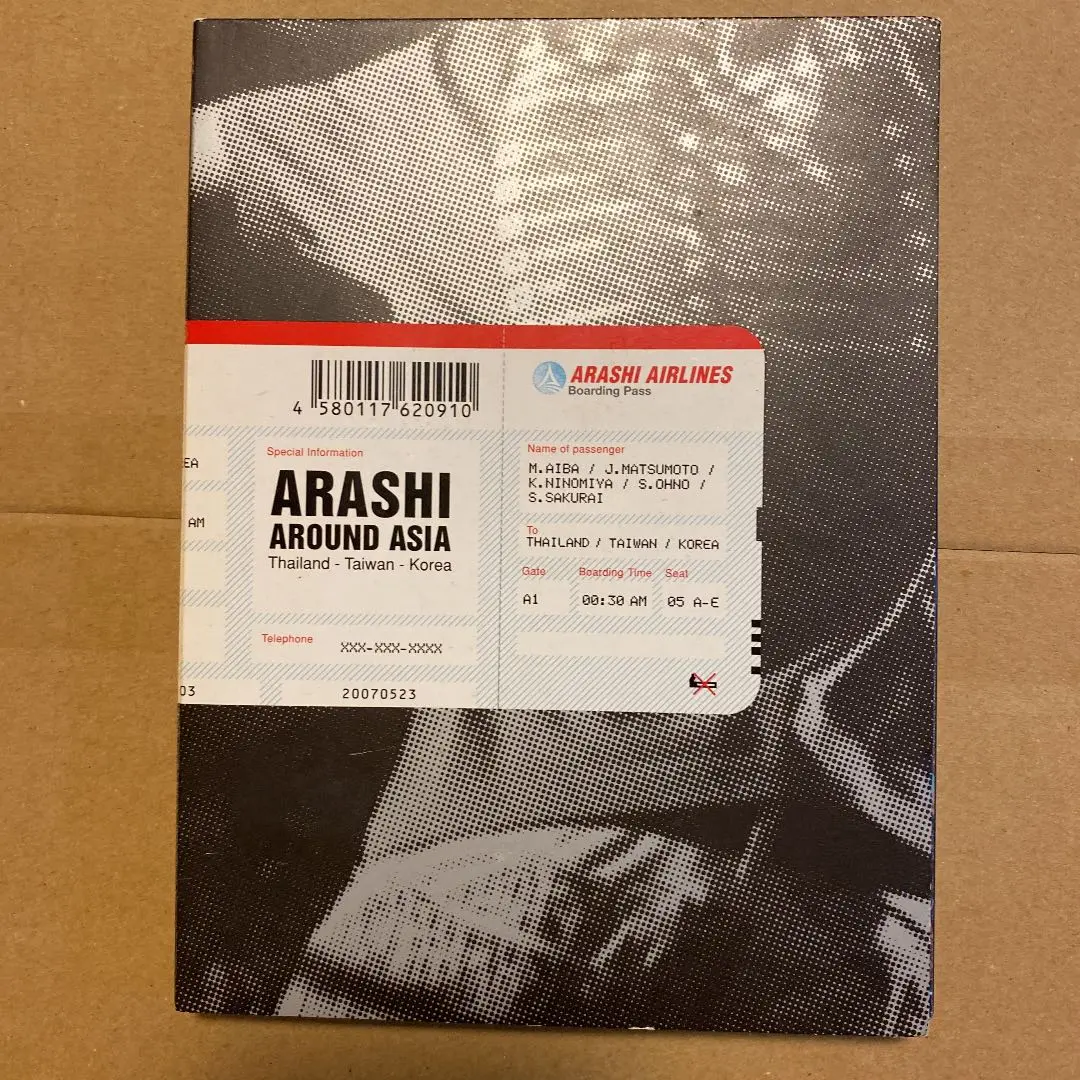 4 580117 620910
ARASHI AIRLINES
Boarding Pass
EA
AM
03
Special Information
ARASHI
AROUND ASIA
Thailand - Taiwan - Korea
Telephone
XXX-XXX-XXXX
20070523
Name of passenger
M.AIBA / J.MATSUMOTO /
K.NINOMIYA / S.OHNO /
S.SAKURAI
To
THAILAND / TAIWAN / KOREA
Gate Boarding Time Seat
A1 00:30 AM 05 A-E